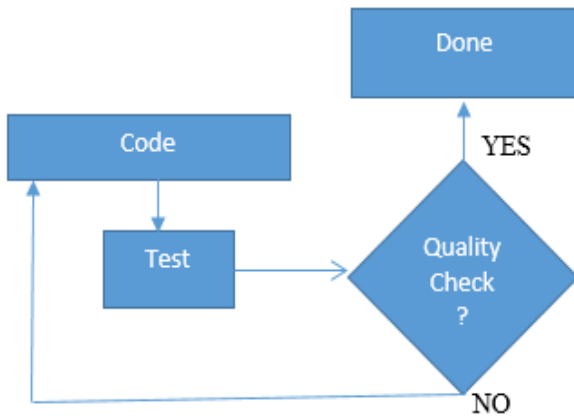 Done
YES
Code
Test
Quality
Check
?
NO